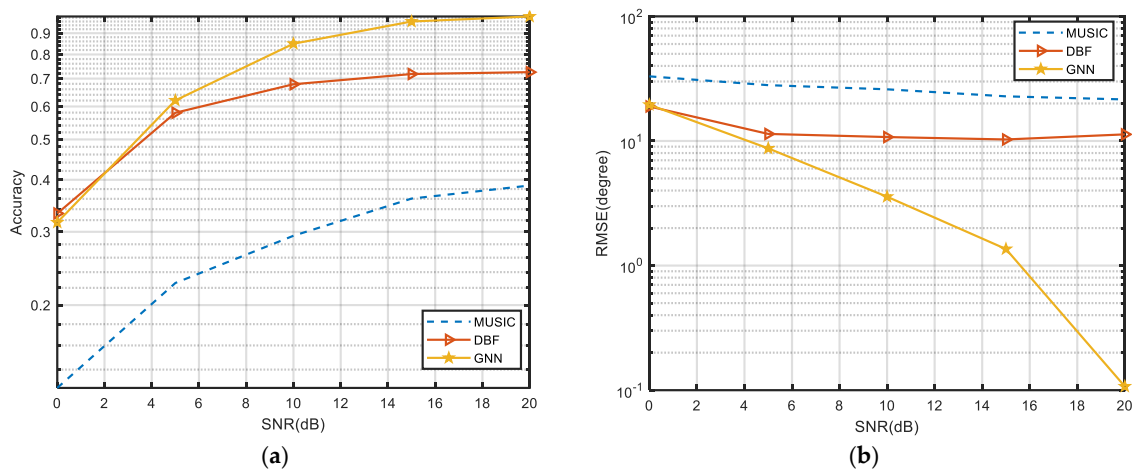 Accuracy
0.9
0.8
0.7
0.6
0.5
0.4
0.3
0.2
MUSIC
DBF
GNN
0 2 4 6 8 10 12 14 16 18 20
SNR(dB)
(a)
RMSE(degree)
10^2
10^1
10^0
10^-1
MUSIC
DBF
GNN
0 2 4 6 8 10 12 14 16 18 20
SNR(dB)
(b)